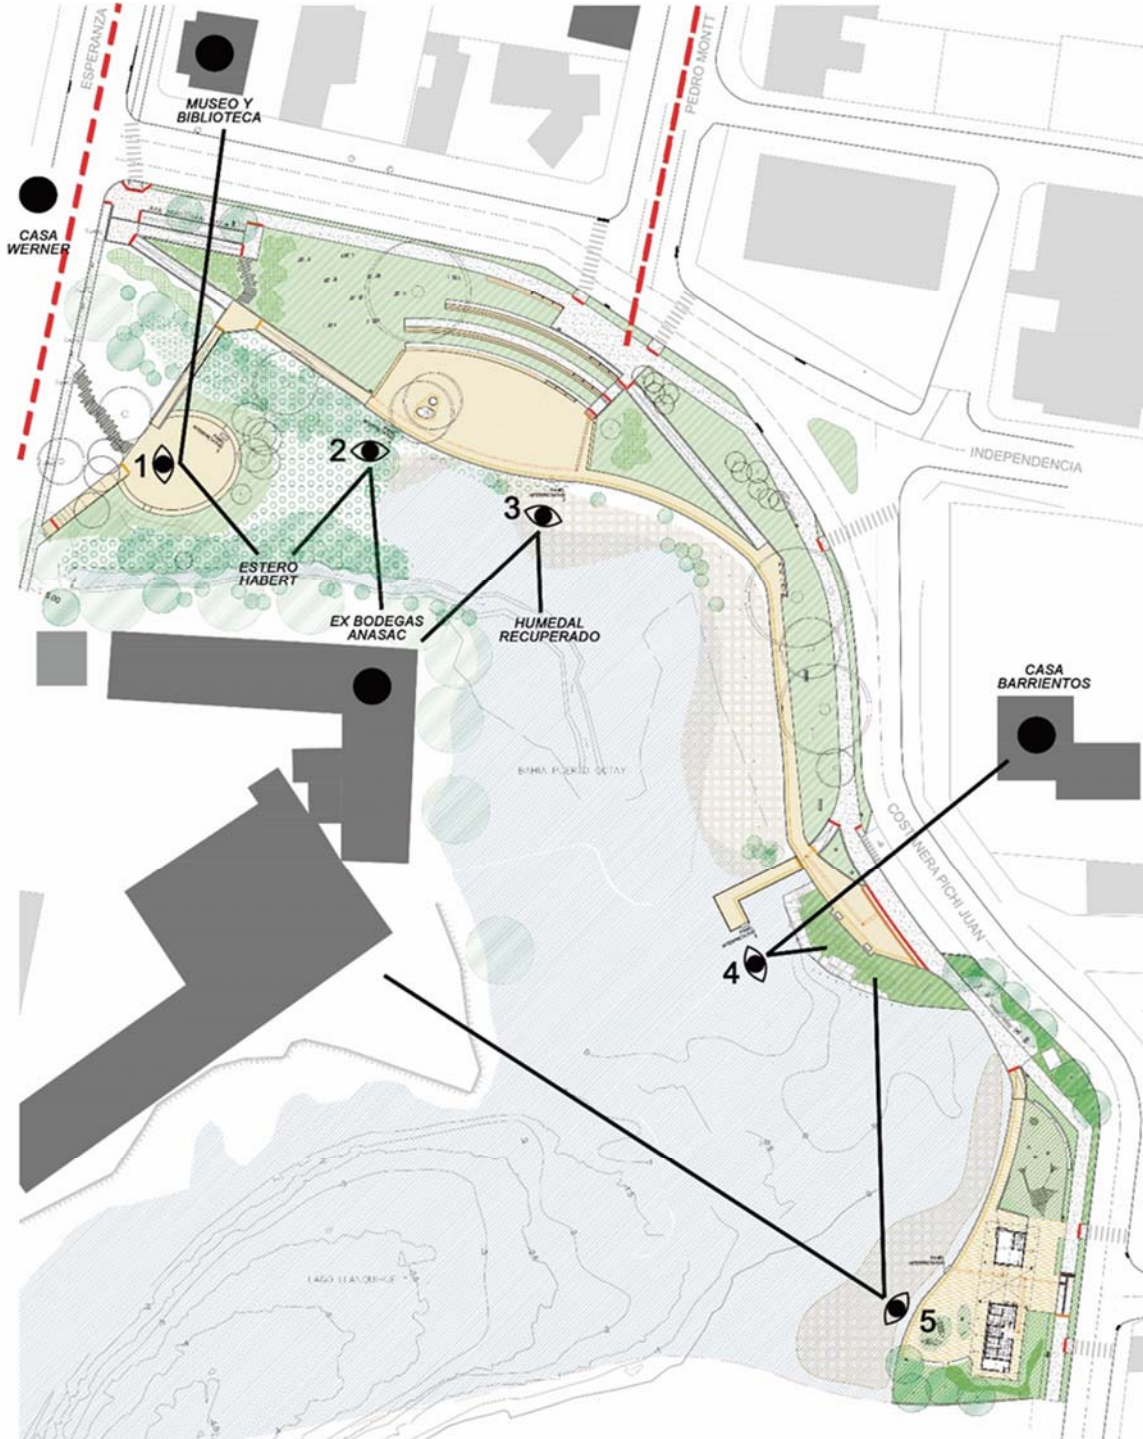 ESPERANZA
PEDRO MONTT
MUSEO Y
BIBLIOTECA
CASA
WERNER
INDEPENDENCIA
1
2
3
ESTERO
HABERT
EX BODEGAS
ANASAC
HUMEDAL
RECUPERADO
CASA
BARRIENTOS
BAHIA PUERTO OCTAY
COSTANERA PICHI JUAN
4
LAGO LLANQUIHUE
5